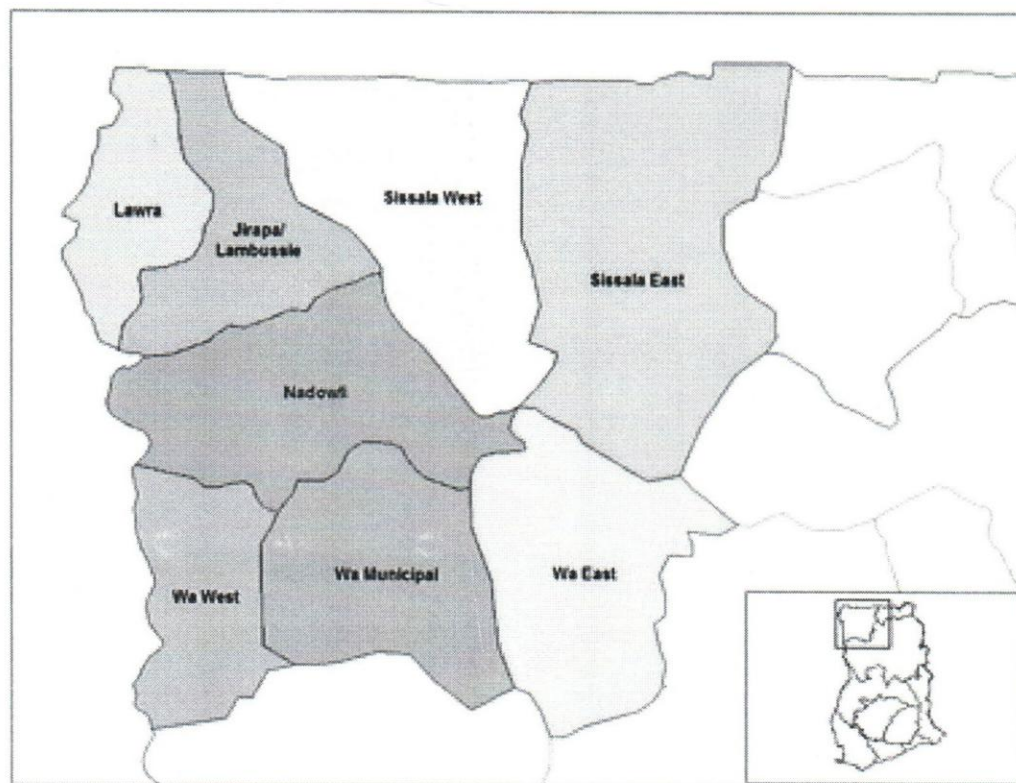 Lawra
Jirapa/
Lambussie
Sissala West
Sissala East
Nadowli
Wa West
Wa Municipal
Wa East